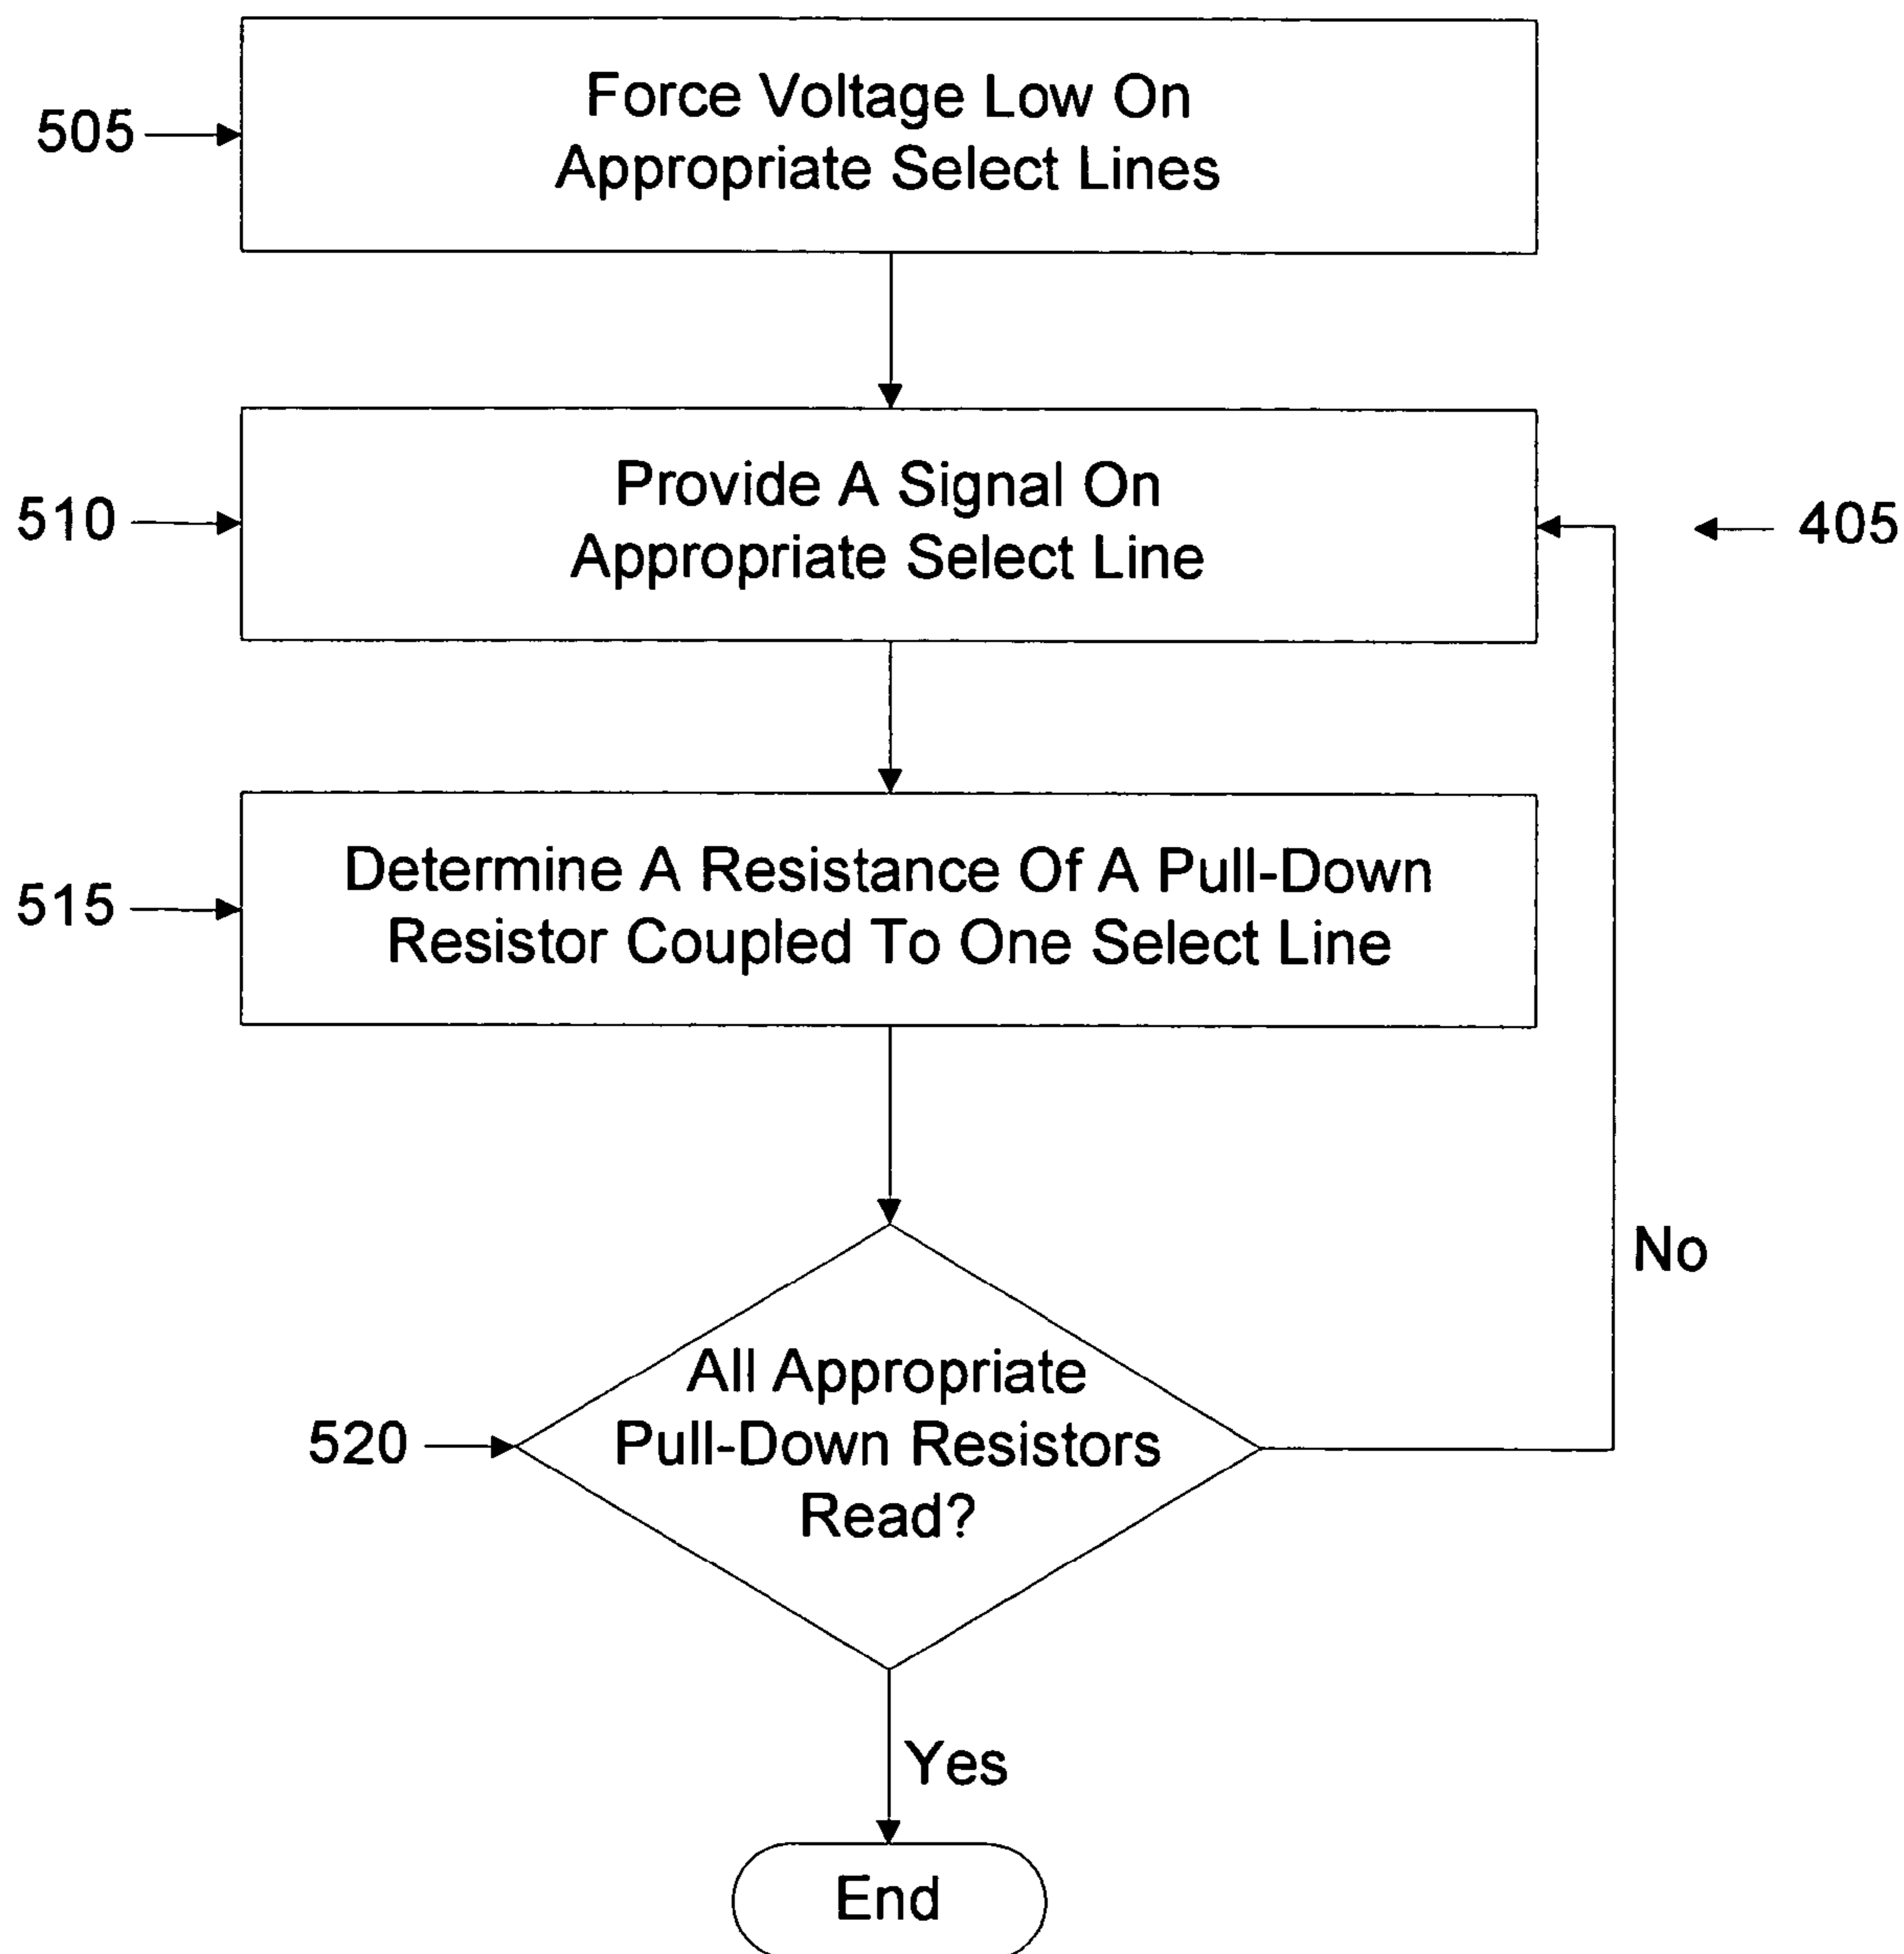 505
Force Voltage Low On
Appropriate Select Lines
510
Provide A Signal On
Appropriate Select Line
405
515
Determine A Resistance Of A Pull-Down
Resistor Coupled To One Select Line
No
520
All Appropriate
Pull-Down Resistors
Read?
Yes
End